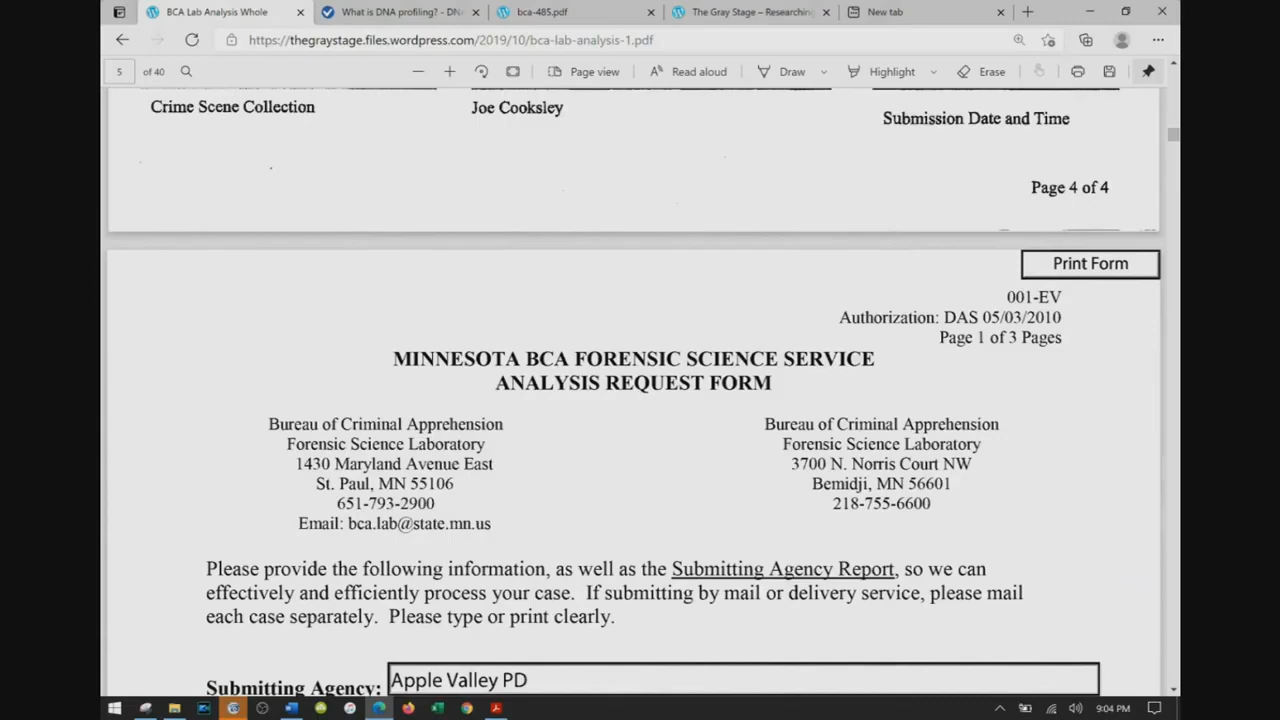 BCA Lab Analysis Whole
What is DNA profiling? - DNA
bca-485.pdf
The Gray Stage – Researching
New tab
https://thegraystage.files.wordpress.com/2019/10/bca-lab-analysis-1.pdf
5 of 40
Page view
Read aloud
Draw
Highlight
Erase
Crime Scene Collection
Joe Cooksley
Submission Date and Time
Page 4 of 4
Print Form
001-EV
Authorization: DAS 05/03/2010
Page 1 of 3 Pages
MINNESOTA BCA FORENSIC SCIENCE SERVICE
ANALYSIS REQUEST FORM
Bureau of Criminal Apprehension
Forensic Science Laboratory
1430 Maryland Avenue East
St. Paul, MN 55106
651-793-2900
Email: bca.lab@state.mn.us
Bureau of Criminal Apprehension
Forensic Science Laboratory
3700 N. Norris Court NW
Bemidji, MN 56601
218-755-6600
Please provide the following information, as well as the Submitting Agency Report, so we can
effectively and efficiently process your case. If submitting by mail or delivery service, please mail
each case separately. Please type or print clearly.
Submitting Agency: Apple Valley PD
9:04 PM